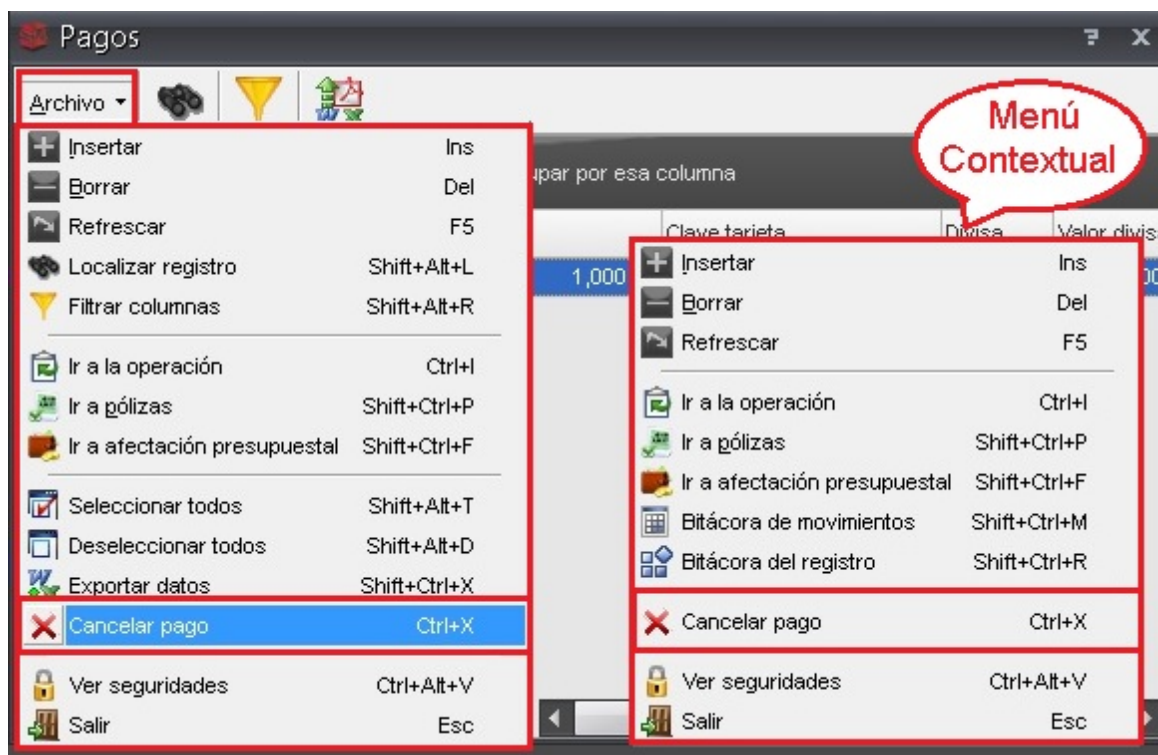 Pagos
Archivo
Insertar Ins
Borrar Del
Refrescar F5
Localizar registro Shift+Alt+L
Filtrar columnas Shift+Alt+R
Ir a la operación Ctrl+I
Ir a pólizas Shift+Ctrl+P
Ir a afectación presupuestal Shift+Ctrl+F
Seleccionar todos Shift+Alt+T
Deseleccionar todos Shift+Alt+D
Exportar datos Shift+Ctrl+X
Cancelar pago Ctrl+X
Ver seguridades Ctrl+Alt+V
Salir Esc
por esa columna
Menú
Contextual
Clave tarjeta Divisa Valor
1,000
Insertar Ins
Borrar Del
Refrescar F5
Ir a la operación Ctrl+I
Ir a pólizas Shift+Ctrl+P
Ir a afectación presupuestal Shift+Ctrl+F
Bitácora de movimientos Shift+Ctrl+M
Bitácora del registro Shift+Ctrl+R
Cancelar pago Ctrl+X
Ver seguridades Ctrl+Alt+V
Salir Esc